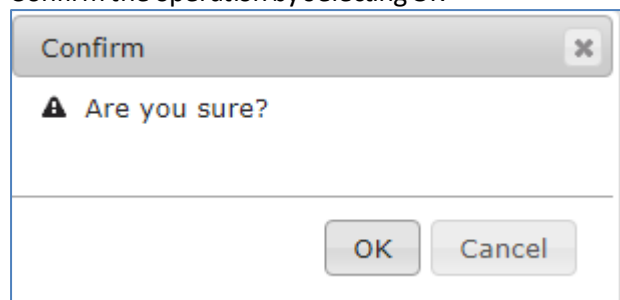 Confirm the operation by selecting OK
Confirm
Are you sure?
OK Cancel